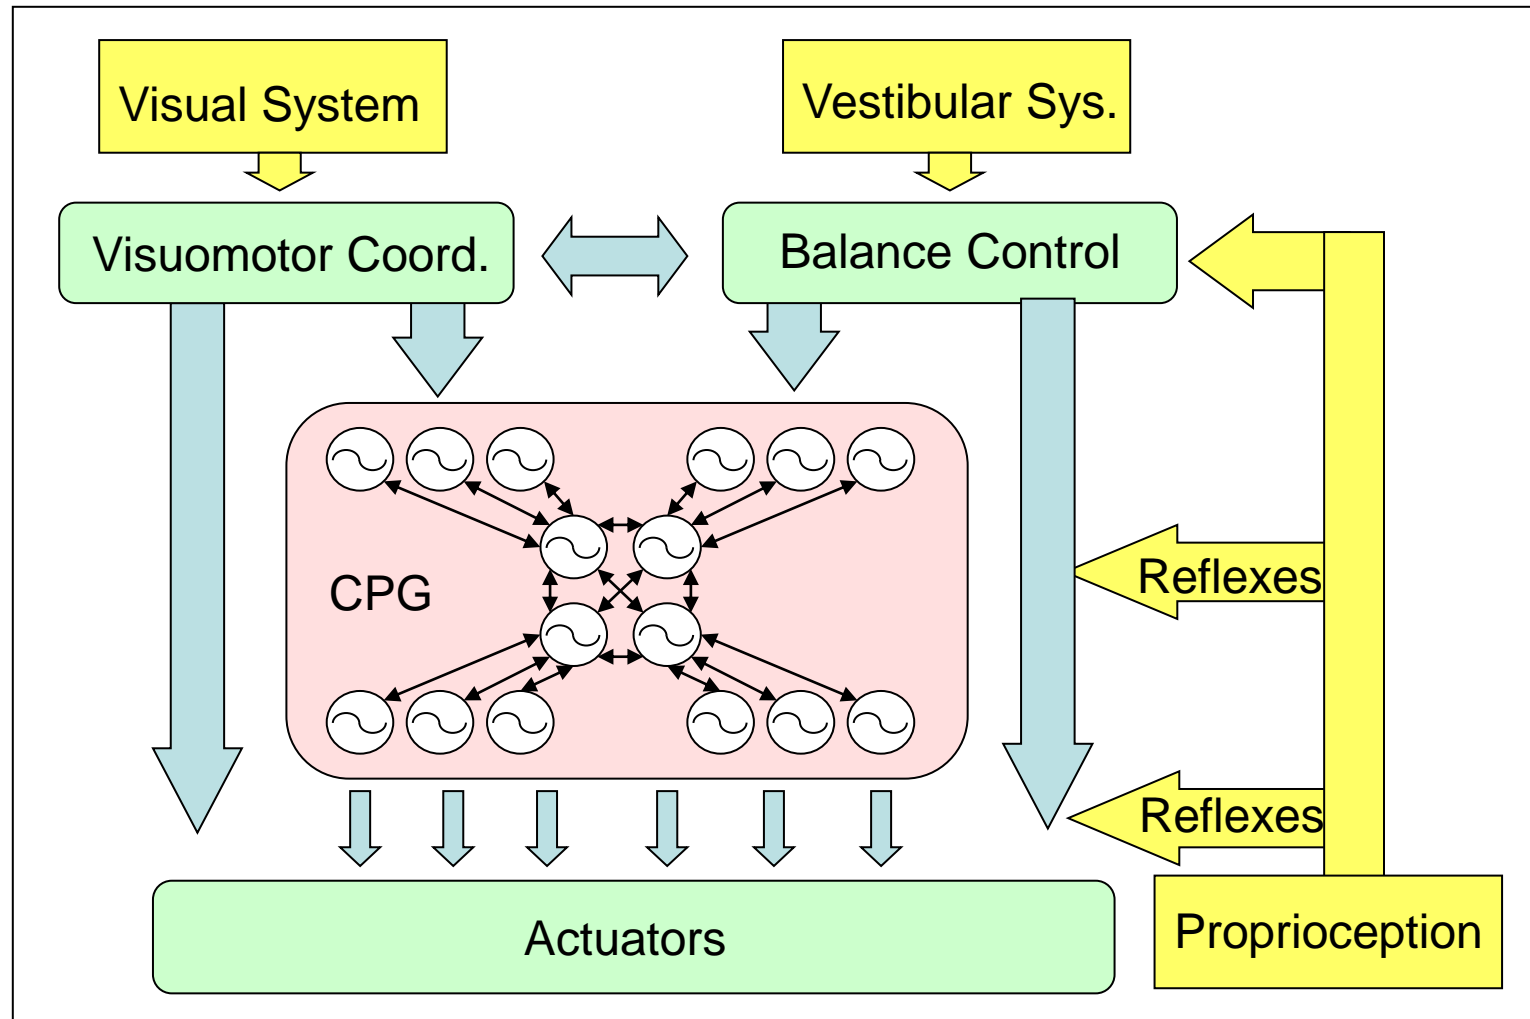 Visual System
Vestibular Sys.
Visuomotor Coord.
Balance Control
CPG
Reflexes
Reflexes
Actuators
Proprioception